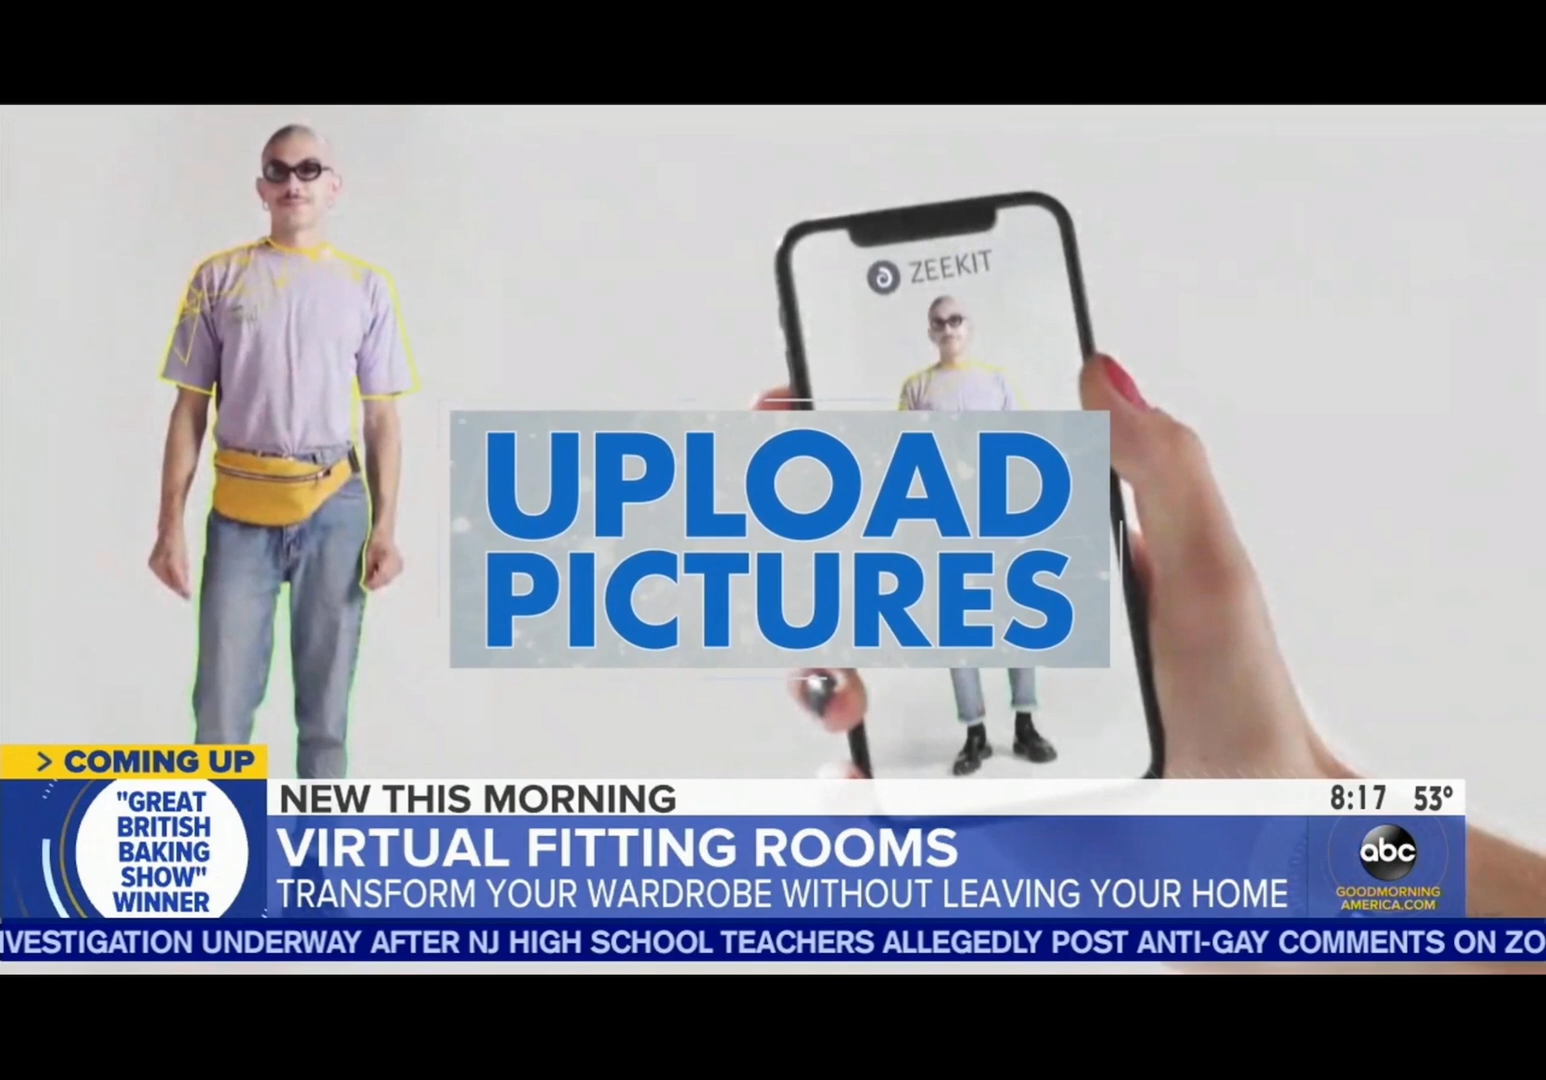 ZEEKIT
UPLOAD
PICTURES
> COMING UP
"GREAT
BRITISH
BAKING
SHOW"
WINNER
NEW THIS MORNING
8:17 53°
VIRTUAL FITTING ROOMS
TRANSFORM YOUR WARDROBE WITHOUT LEAVING YOUR HOME
abc
GOODMORNING
AMERICA.COM
NVESTIGATION UNDERWAY AFTER NJ HIGH SCHOOL TEACHERS ALLEGEDLY POST ANTI-GAY COMMENTS ON ZO